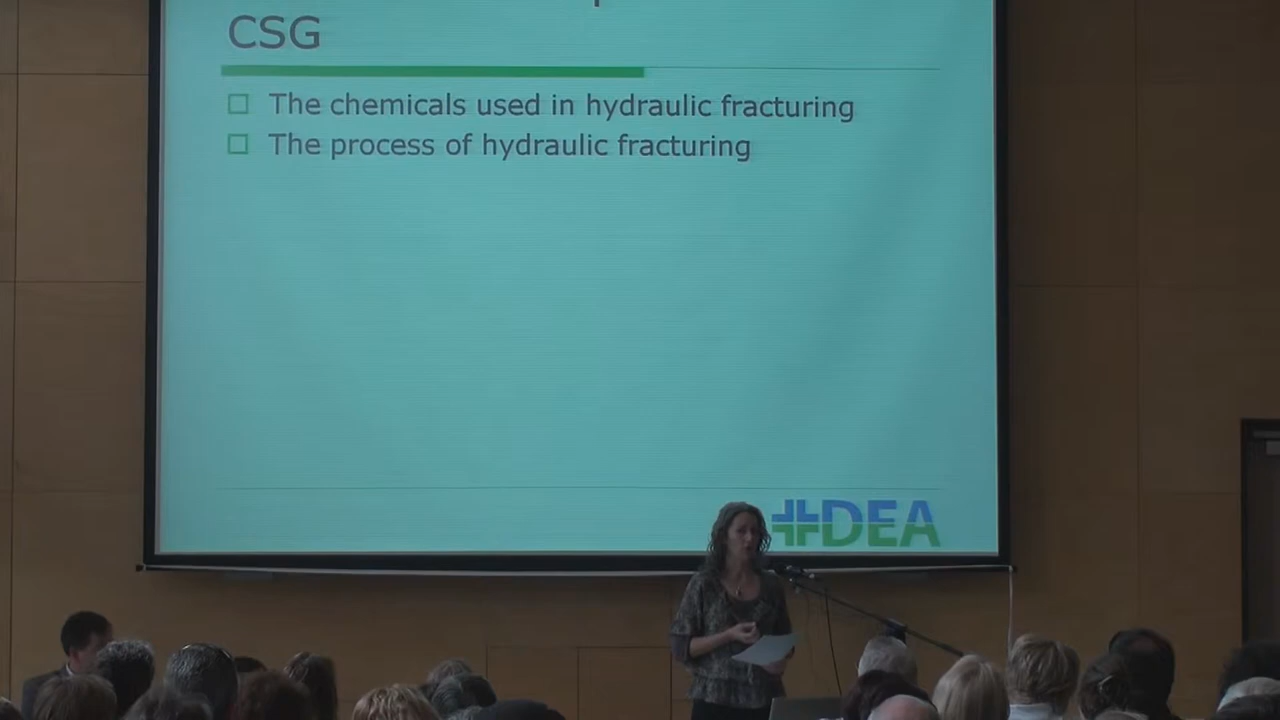 CSG
The chemicals used in hydraulic fracturing
The process of hydraulic fracturing
DEA